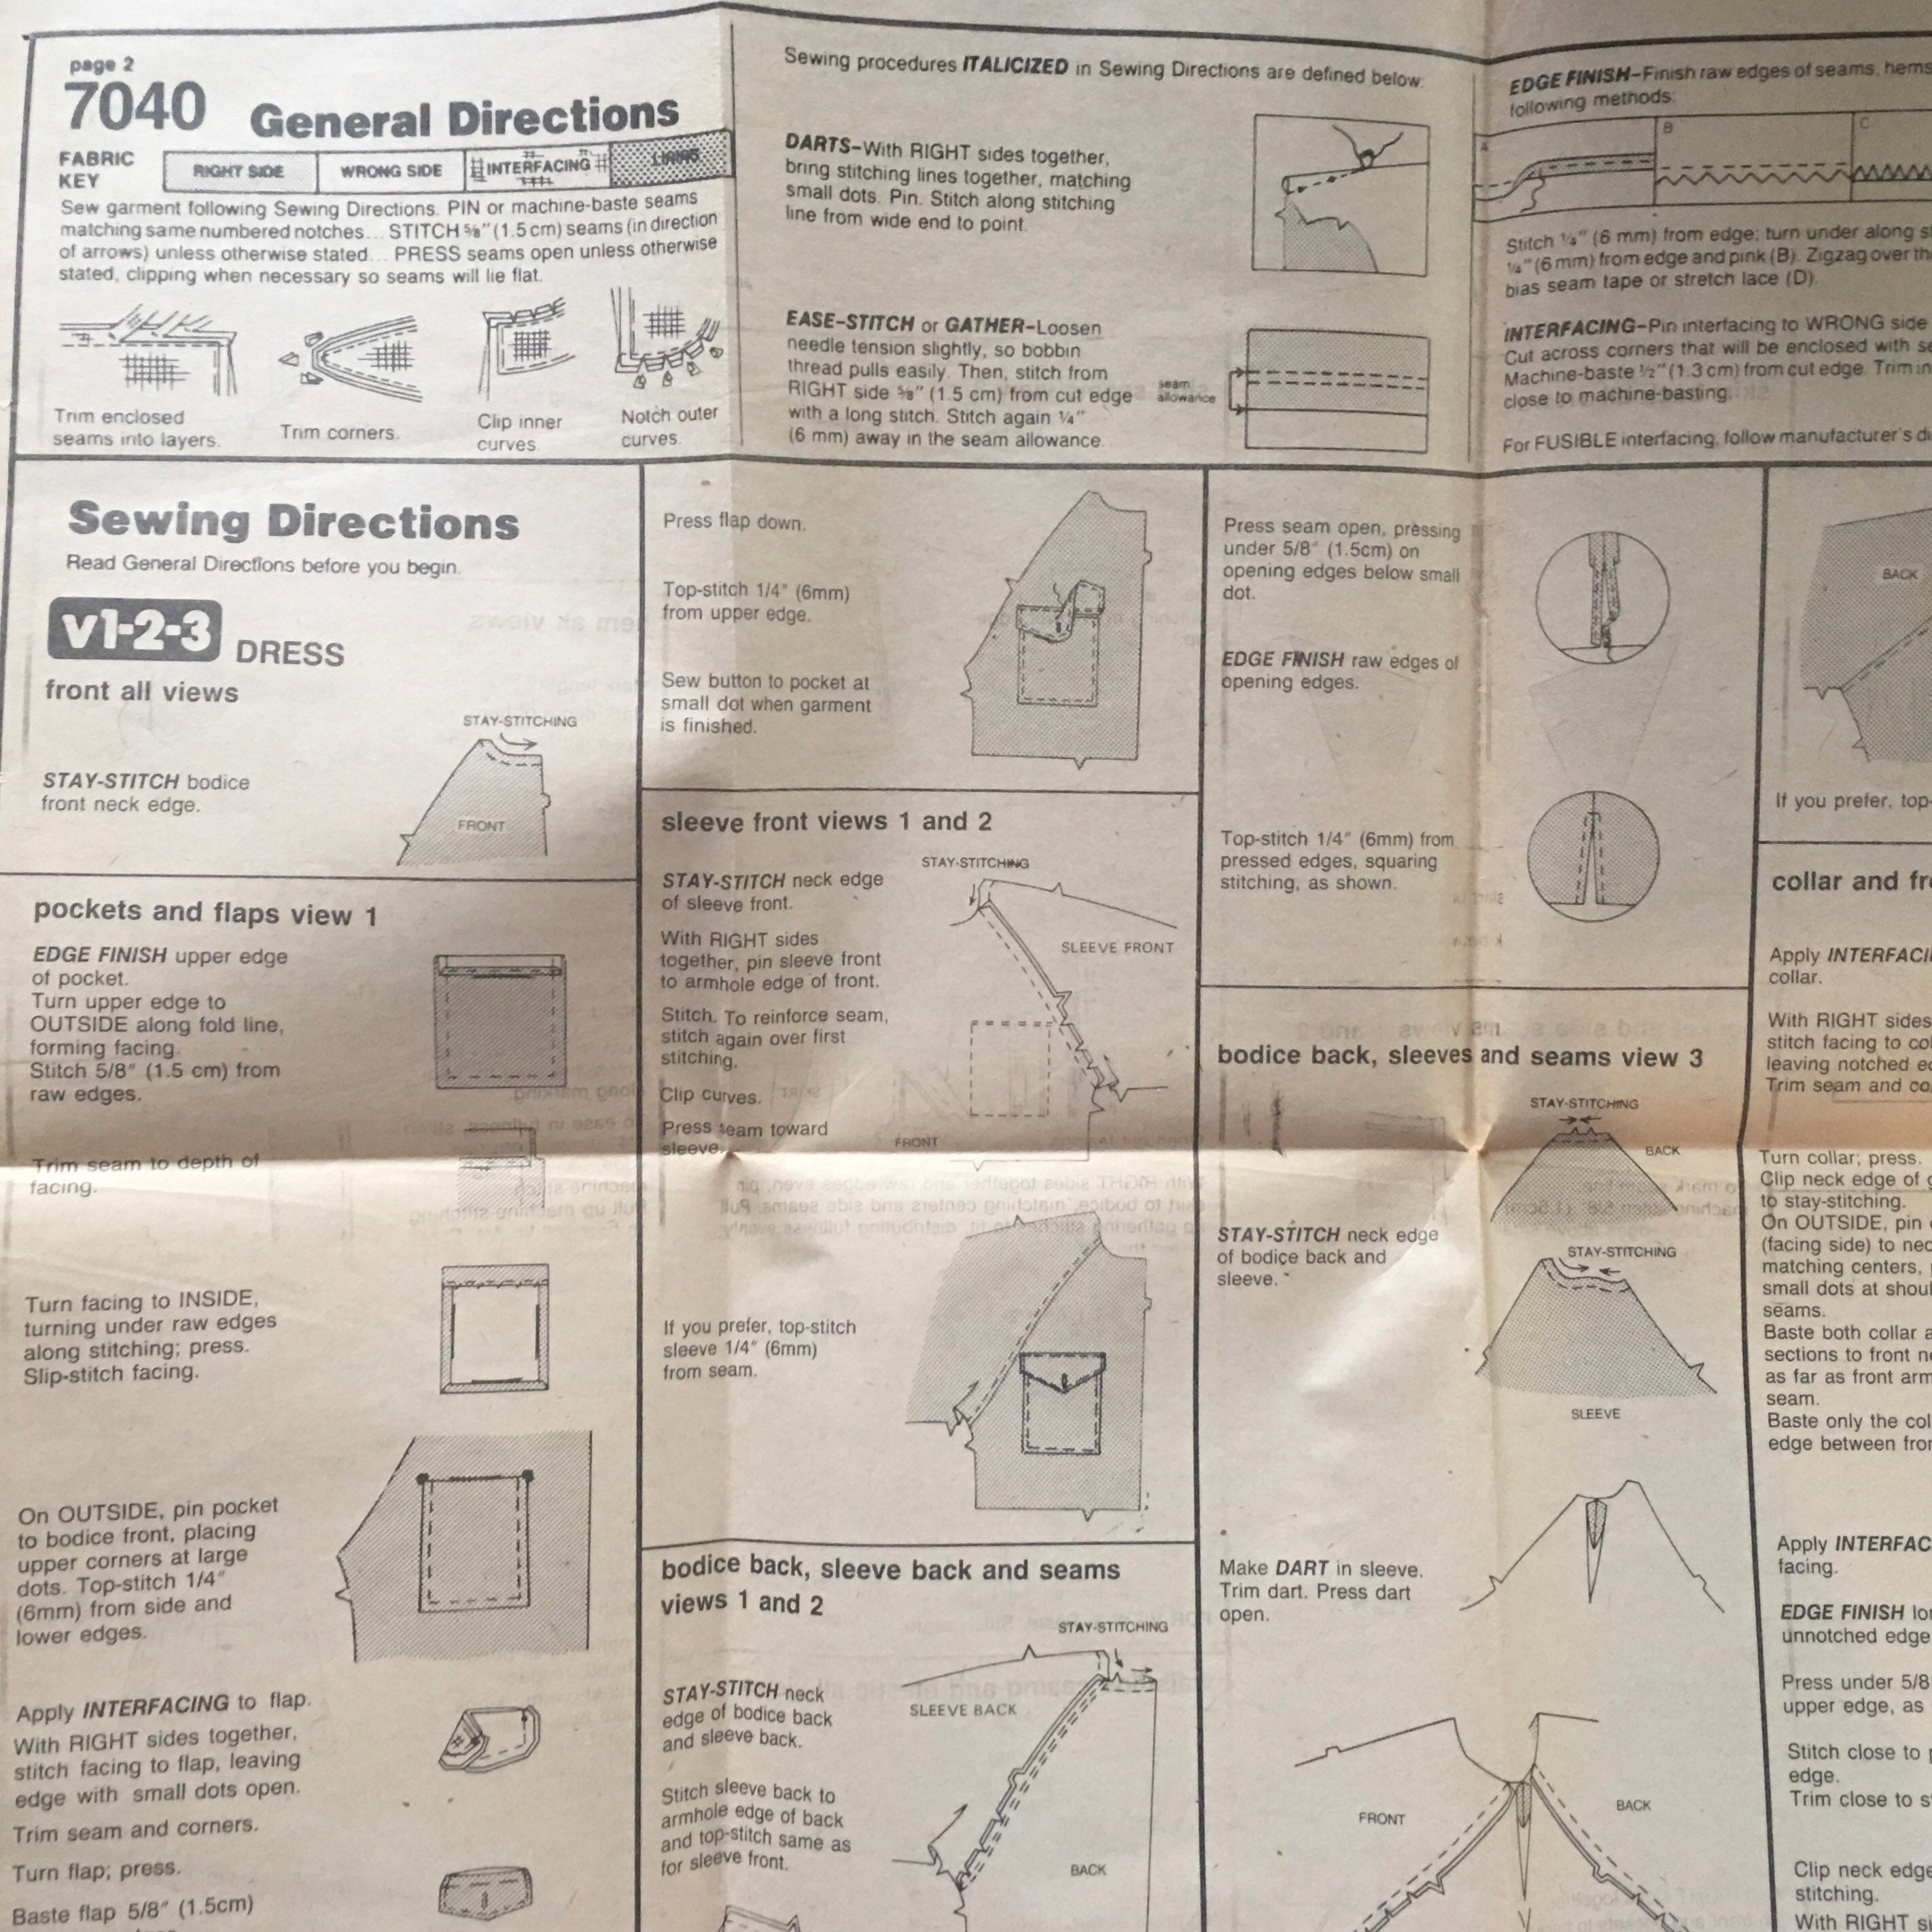 page 2
7040 General Directions
FABRIC
KEY
RIGHT SIDE
WRONG SIDE
INTERFACING
LINING
Sew garment following Sewing Directions. PIN or machine-baste seams
matching same numbered notches... STITCH 5/8" (1.5 cm) seams (in direction
of arrows) unless otherwise stated... PRESS seams open unless otherwise
stated, clipping when necessary so seams will lie flat.
Trim enclosed
seams into layers.
Trim corners.
Clip inner
curves.
Notch outer
curves.
Sewing procedures ITALICIZED in Sewing Directions are defined below.
DARTS–With RIGHT sides together,
bring stitching lines together, matching
small dots. Pin. Stitch along stitching
line from wide end to point.
EASE-STITCH or GATHER–Loosen
needle tension slightly, so bobbin
thread pulls easily. Then, stitch from
RIGHT side 5/8" (1.5 cm) from cut edge
with a long stitch. Stitch again 1/4"
(6 mm) away in the seam allowance.
seam
allowance
EDGE FINISH–Finish raw edges of seams, hems
following methods:
A
B
C
Stitch 1/4" (6 mm) from edge; turn under along
1/4" (6 mm) from edge and pink (B). Zigzag over
bias seam tape or stretch lace (D).
INTERFACING–Pin interfacing to WRONG side
Cut across corners that will be enclosed with
Machine-baste 1/2" (1.3 cm) from cut edge. Trim
close to machine-basting.
For FUSIBLE interfacing, follow manufacturer's
Sewing Directions
Read General Directions before you begin.
v1-2-3 DRESS
front all views
STAY-STITCHING
STAY-STITCH bodice
front neck edge.
FRONT
pockets and flaps view 1
EDGE FINISH upper edge
of pocket.
Turn upper edge to
OUTSIDE along fold line,
forming facing.
Stitch 5/8" (1.5 cm) from
raw edges.
Trim seam to depth of
facing.
Turn facing to INSIDE,
turning under raw edges
along stitching; press.
Slip-stitch facing.
On OUTSIDE, pin pocket
to bodice front, placing
upper corners at large
dots. Top-stitch 1/4"
(6mm) from side and
lower edges.
Apply INTERFACING to flap.
With RIGHT sides together,
stitch facing to flap, leaving
edge with small dots open.
Trim seam and corners.
Turn flap; press.
Baste flap 5/8" (1.5cm)
Press flap down.
Top-stitch 1/4" (6mm)
from upper edge.
Sew button to pocket at
small dot when garment
is finished.
sleeve front views 1 and 2
STAY-STITCHING
STAY-STITCH neck edge
of sleeve front.
SLEEVE FRONT
With RIGHT sides
together, pin sleeve front
to armhole edge of front.
Stitch. To reinforce seam,
stitch again over first
stitching.
Clip curves.
Press seam toward
sleeve.
FRONT
If you prefer, top-stitch
sleeve 1/4" (6mm)
from seam.
bodice back, sleeve back and seams
views 1 and 2
STAY-STITCHING
STAY-STITCH neck
edge of bodice back
and sleeve back.
SLEEVE BACK
Stitch sleeve back to
armhole edge of back
and top-stitch same as
for sleeve front.
BACK
Press seam open, pressing
under 5/8" (1.5cm) on
opening edges below small
dot.
EDGE FINISH raw edges of
opening edges.
Top-stitch 1/4" (6mm) from
pressed edges, squaring
stitching, as shown.
bodice back, sleeves and seams view 3
STAY-STITCHING
BACK
STAY-STITCH neck edge
of bodice back and
sleeve.
STAY-STITCHING
SLEEVE
Make DART in sleeve.
Trim dart. Press dart
open.
FRONT
BACK
BACK
If you prefer,
collar and
Apply
collar.
With RIGHT sides
stitch facing to
leaving notched
Trim seam and
Turn collar; press.
Clip neck edge of
to stay-stitching.
On OUTSIDE, pin
(facing side) to
matching centers,
small dots at
seams.
Baste both collar
sections to front
as far as front
seam.
Baste only the
edge between
Apply
facing.
EDGE FINISH
unnotched edge
Press under 5/8
upper edge, as
Stitch close to
edge.
Trim close to
Clip neck edge
stitching.
With RIGHT